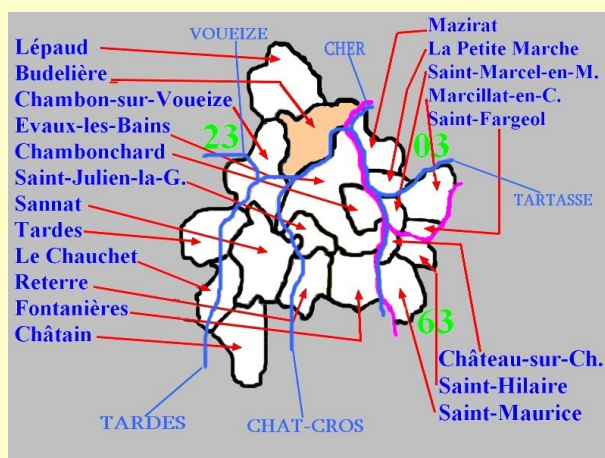 VOUEIZE
Lépaud
Budelière
Chambon-sur-Voueize
Evaux-les-Bains
Chambonchard
Saint-Julien-la-G.
Sannat
Tardes
Le Chauchet
Reterre
Fontanières
Châtain
23
CHER
Mazirat
La Petite Marche
Saint-Marcel-en-M.
Marcillat-en-C.
Saint-Fargeol
03
TARTASSE
63
Château-sur-Ch.
Saint-Hilaire
Saint-Maurice
TARDES
CHAT-CROS